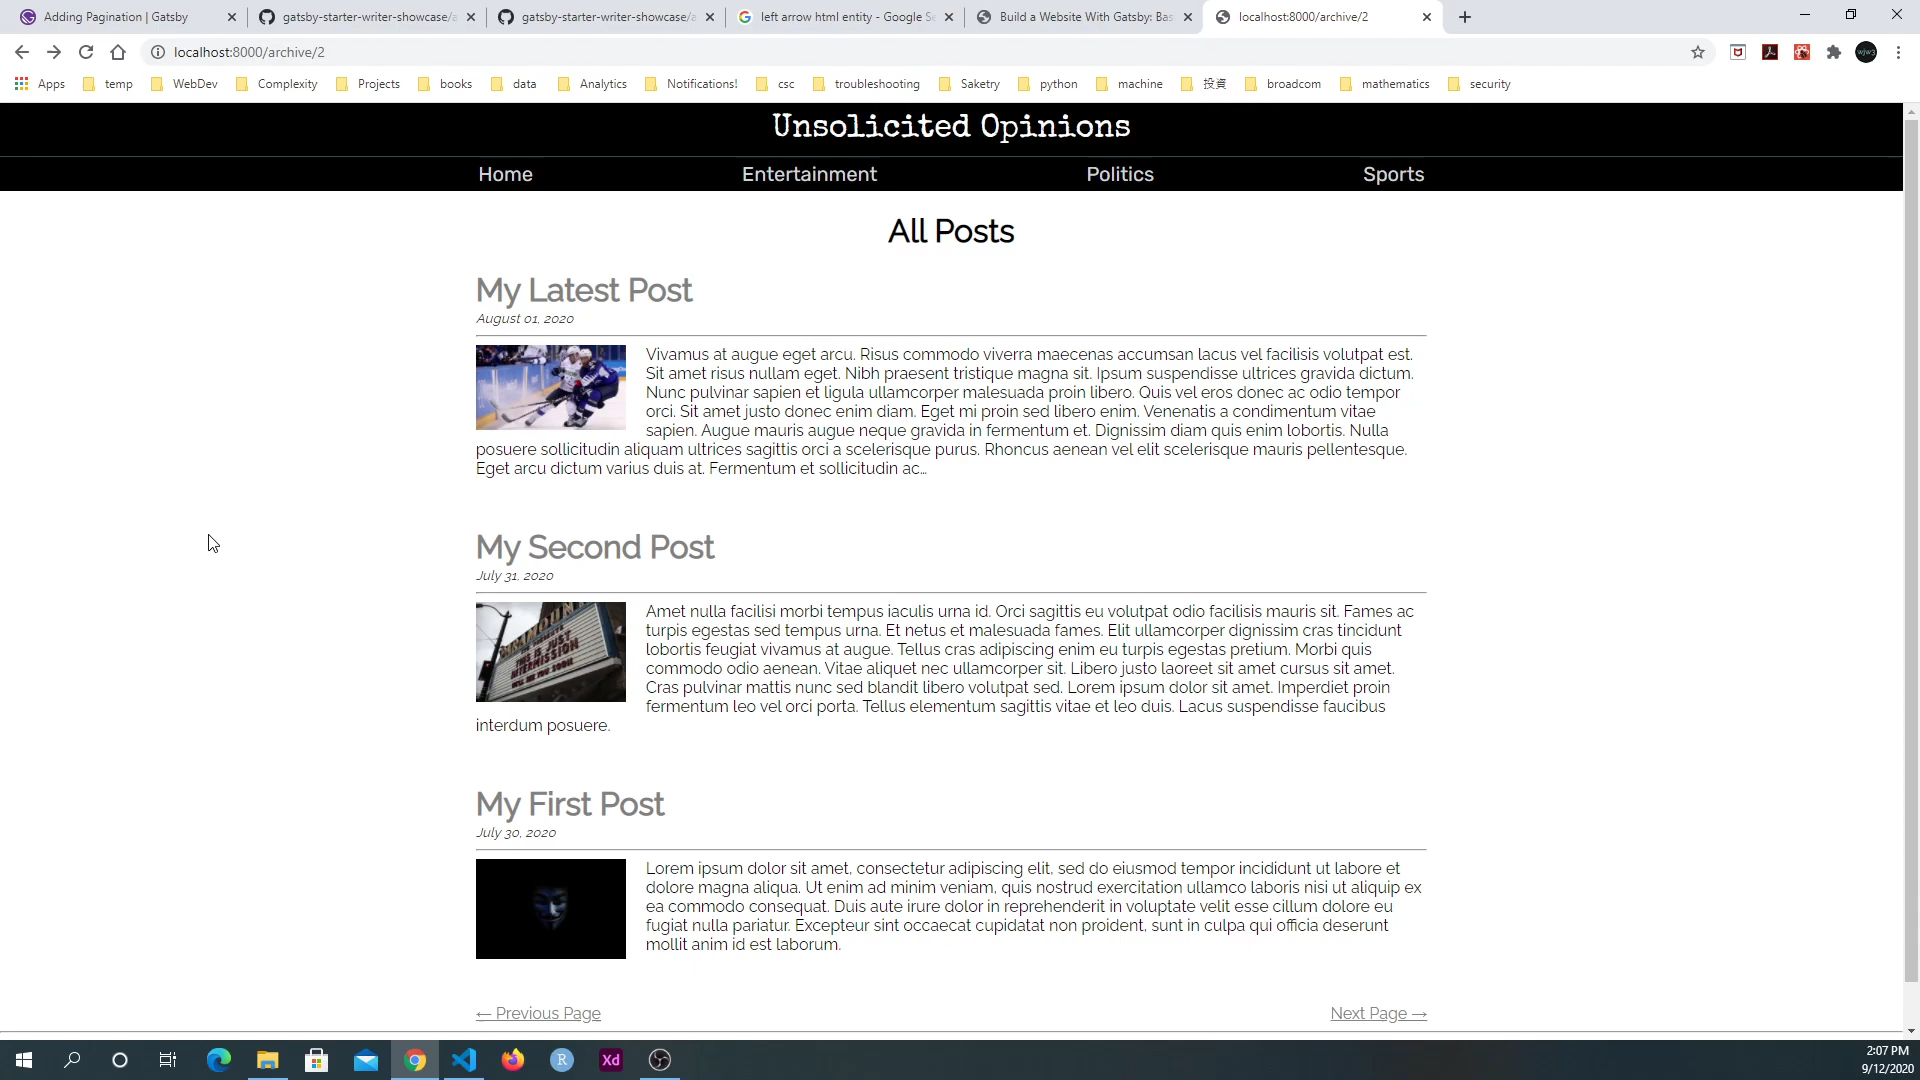 Adding Pagination | Gatsby
gatsby-starter-writer-showcase/a
gatsby-starter-writer-showcase/a
left arrow html entity - Google Se
Build a Website With Gatsby: Bas
localhost:8000/archive/2
localhost:8000/archive/2
wjw3
Apps temp WebDev Complexity Projects books data Analytics Notifications! csc troubleshooting Saketry python machine 投資 broadcom mathematics security
Unsolicited Opinions
Home Entertainment Politics Sports
All Posts
My Latest Post
August 01, 2020
Vivamus at augue eget arcu. Risus commodo viverra maecenas accumsan lacus vel facilisis volutpat est.
Sit amet risus nullam eget. Nibh praesent tristique magna sit. Ipsum suspendisse ultrices gravida dictum.
Nunc pulvinar sapien et ligula ullamcorper malesuada proin libero. Quis vel eros donec ac odio tempor
orci. Sit amet justo donec enim diam. Eget mi proin sed libero enim. Venenatis a condimentum vitae
sapien. Augue mauris augue neque gravida in fermentum et. Dignissim diam quis enim lobortis. Nulla
posuere sollicitudin aliquam ultrices sagittis orci a scelerisque purus. Rhoncus aenean vel elit scelerisque mauris pellentesque.
Eget arcu dictum varius duis at. Fermentum et sollicitudin ac…
My Second Post
July 31, 2020
THIS IS JUST
INTERMISSION
Amet nulla facilisi morbi tempus iaculis urna id. Orci sagittis eu volutpat odio facilisis mauris sit. Fames ac
turpis egestas sed tempus urna. Et netus et malesuada fames. Elit ullamcorper dignissim cras tincidunt
lobortis feugiat vivamus at augue. Tellus cras adipiscing enim eu turpis egestas pretium. Morbi quis
commodo odio aenean. Vitae aliquet nec ullamcorper sit. Libero justo laoreet sit amet cursus sit amet.
Cras pulvinar mattis nunc sed blandit libero volutpat sed. Lorem ipsum dolor sit amet. Imperdiet proin
fermentum leo vel orci porta. Tellus elementum sagittis vitae et leo duis. Lacus suspendisse faucibus
interdum posuere.
My First Post
July 30, 2020
Lorem ipsum dolor sit amet, consectetur adipiscing elit, sed do eiusmod tempor incididunt ut labore et
dolore magna aliqua. Ut enim ad minim veniam, quis nostrud exercitation ullamco laboris nisi ut aliquip ex
ea commodo consequat. Duis aute irure dolor in reprehenderit in voluptate velit esse cillum dolore eu
fugiat nulla pariatur. Excepteur sint occaecat cupidatat non proident, sunt in culpa qui officia deserunt
mollit anim id est laborum.
← Previous Page Next Page →
R Xd
2:07 PM
9/12/2020